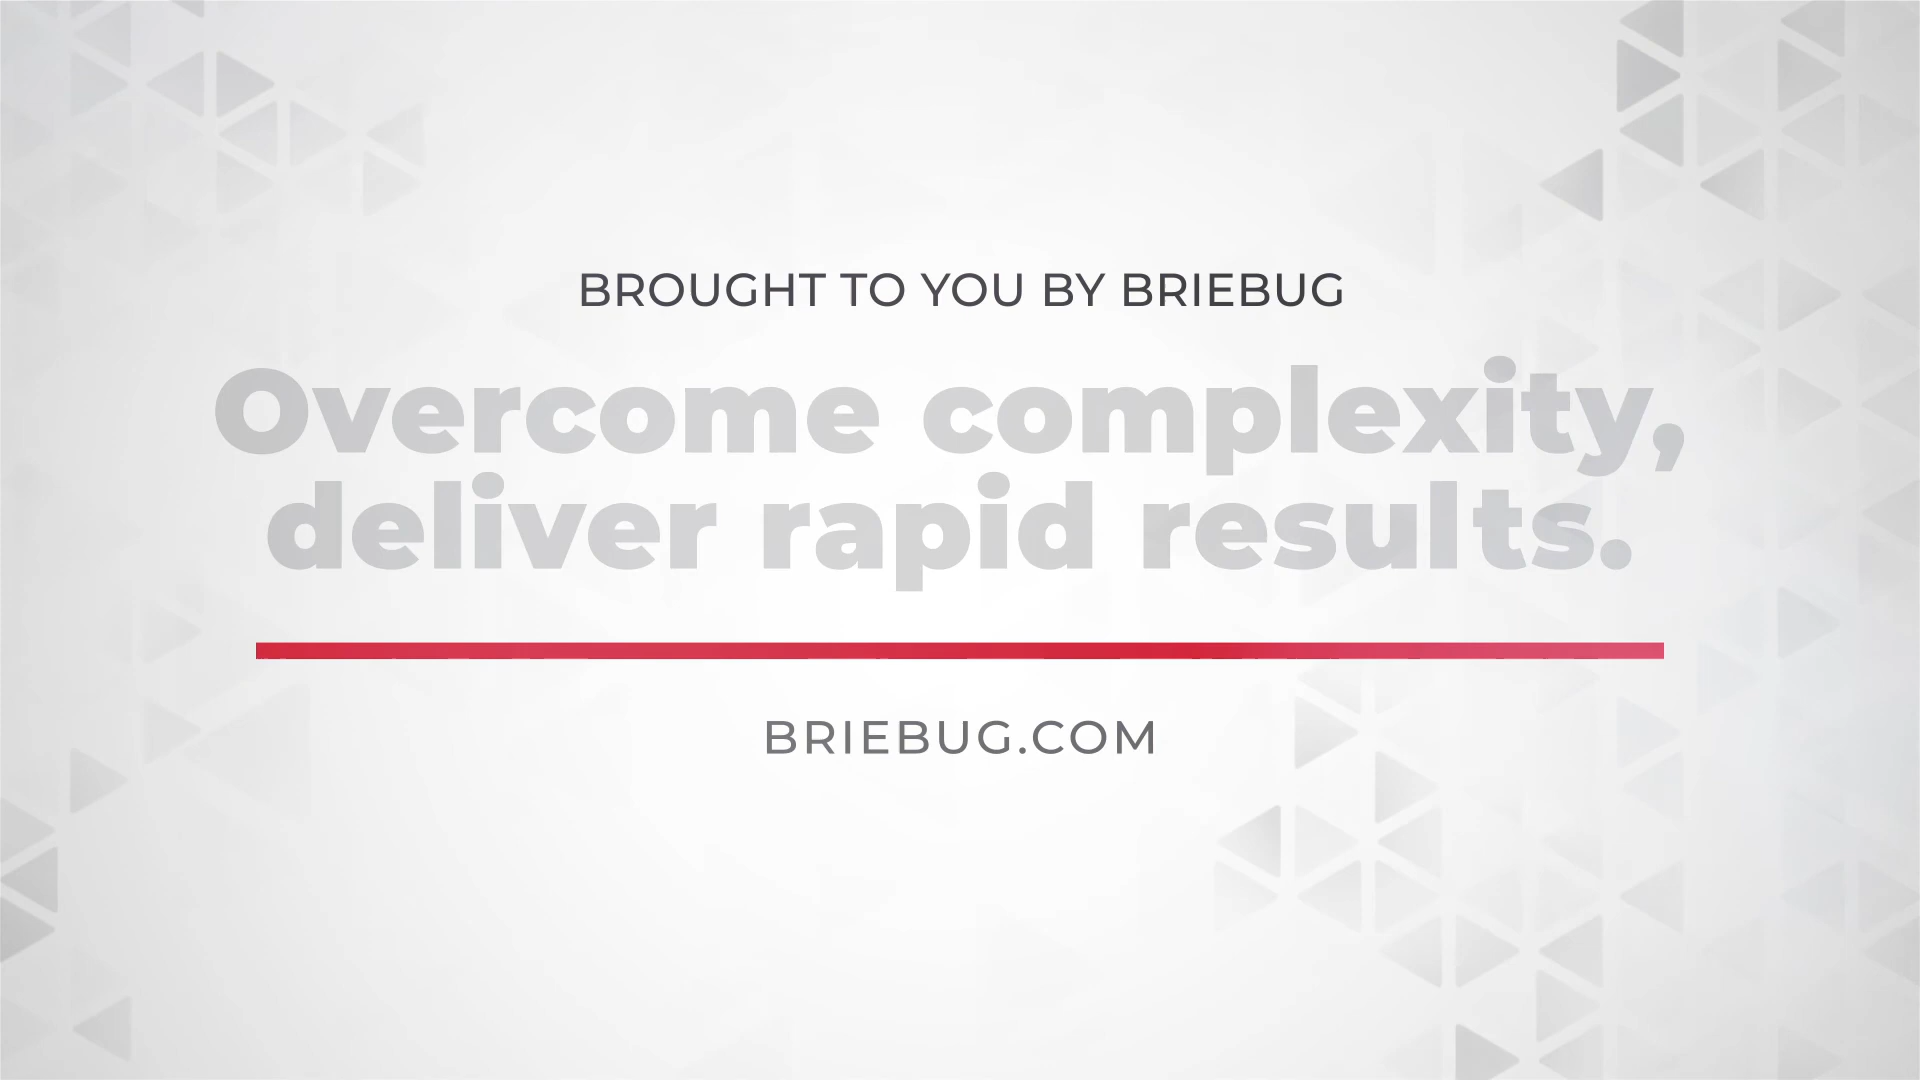 BROUGHT TO YOU BY BRIEBUG
Overcome complexity,
deliver rapid results.
BRIEBUG.COM